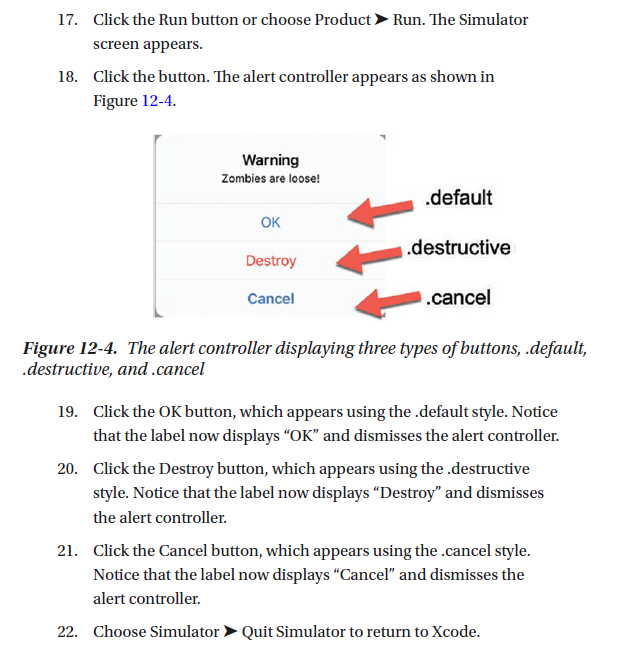 17. Click the Run button or choose Product ➤ Run. The Simulator
screen appears.
18. Click the button. The alert controller appears as shown in
Figure 12-4.
Warning
Zombies are loose!
.default
OK
.destructive
Destroy
Cancel
.cancel
Figure 12-4. The alert controller displaying three types of buttons, .default,
.destructive, and .cancel
19. Click the OK button, which appears using the .default style. Notice
that the label now displays “OK” and dismisses the alert controller.
20. Click the Destroy button, which appears using the .destructive
style. Notice that the label now displays “Destroy” and dismisses
the alert controller.
21. Click the Cancel button, which appears using the .cancel style.
Notice that the label now displays “Cancel” and dismisses the
alert controller.
22. Choose Simulator ➤ Quit Simulator to return to Xcode.